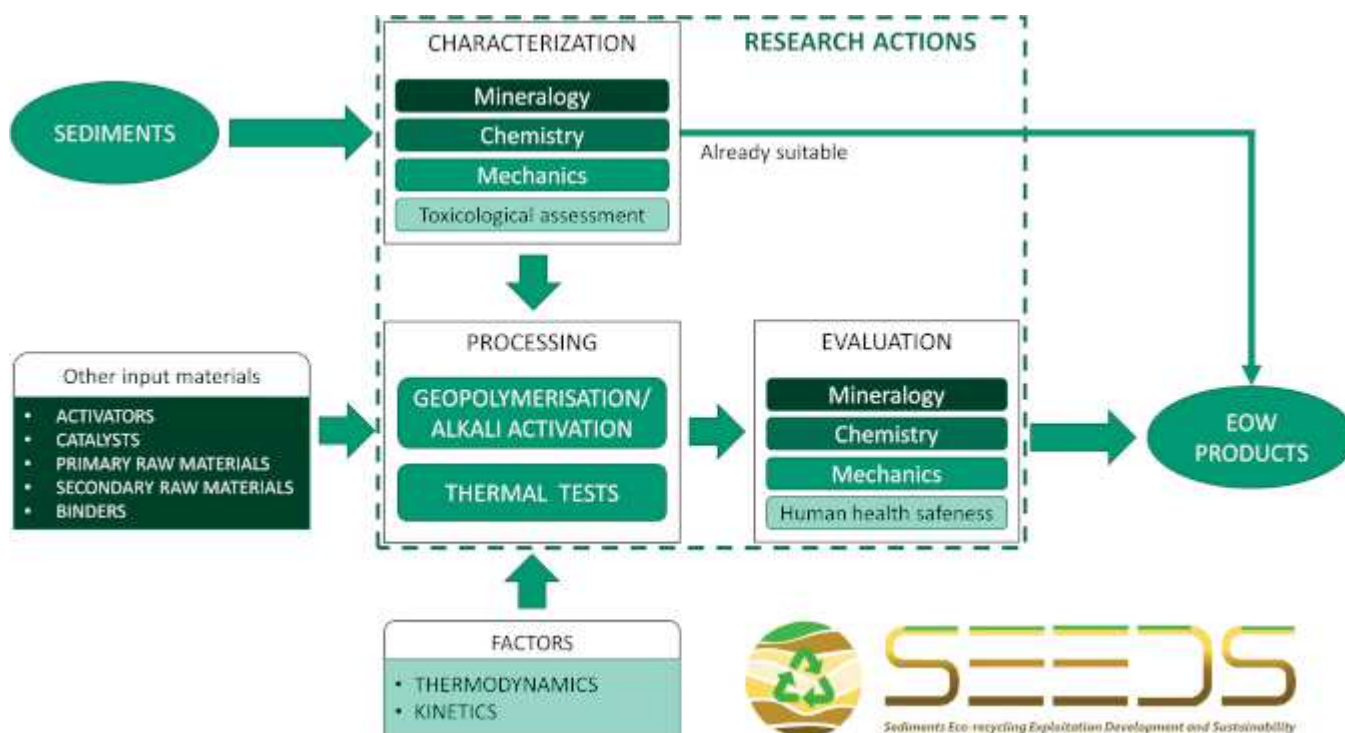 CHARACTERIZATION
RESEARCH ACTIONS
Mineralogy
SEDIMENTS
Chemistry
Already suitable
Mechanics
Toxicological assessment
PROCESSING
EVALUATION
Other input materials
GEOPOLYMERISATION/
ALKALI ACTIVATION
Mineralogy
• ACTIVATORS
• CATALYSTS
• PRIMARY RAW MATERIALS
• SECONDARY RAW MATERIALS
• BINDERS
Chemistry
EOW
PRODUCTS
Mechanics
THERMAL TESTS
Human health safeness
FACTORS
• THERMODYNAMICS
• KINETICS
SEEDS
Sediments Eco-recycling Exploitation Development and Sustainability